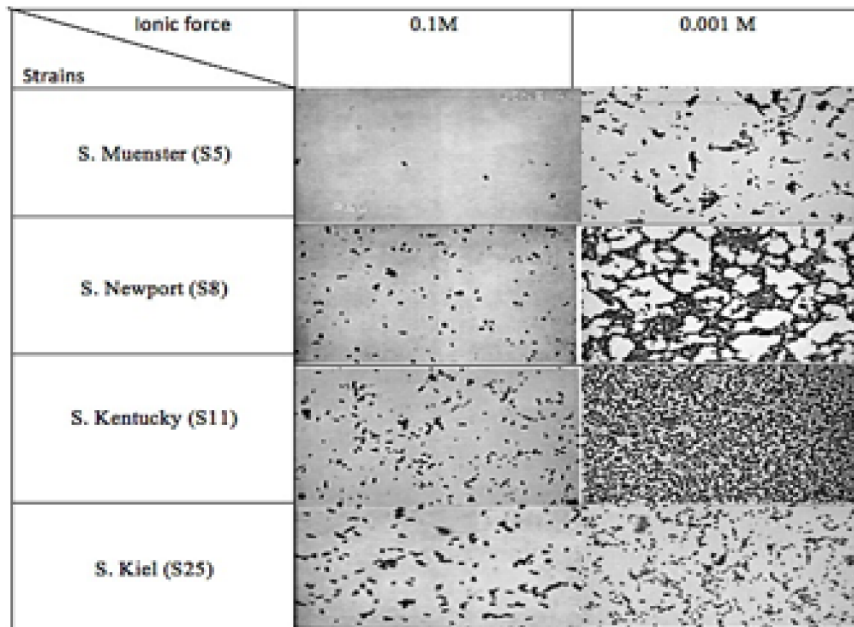 Ionic force
0.1M
0.001 M
Strains
S. Muenster (S5)
S. Newport (S8)
S. Kentucky (S11)
S. Kiel (S25)